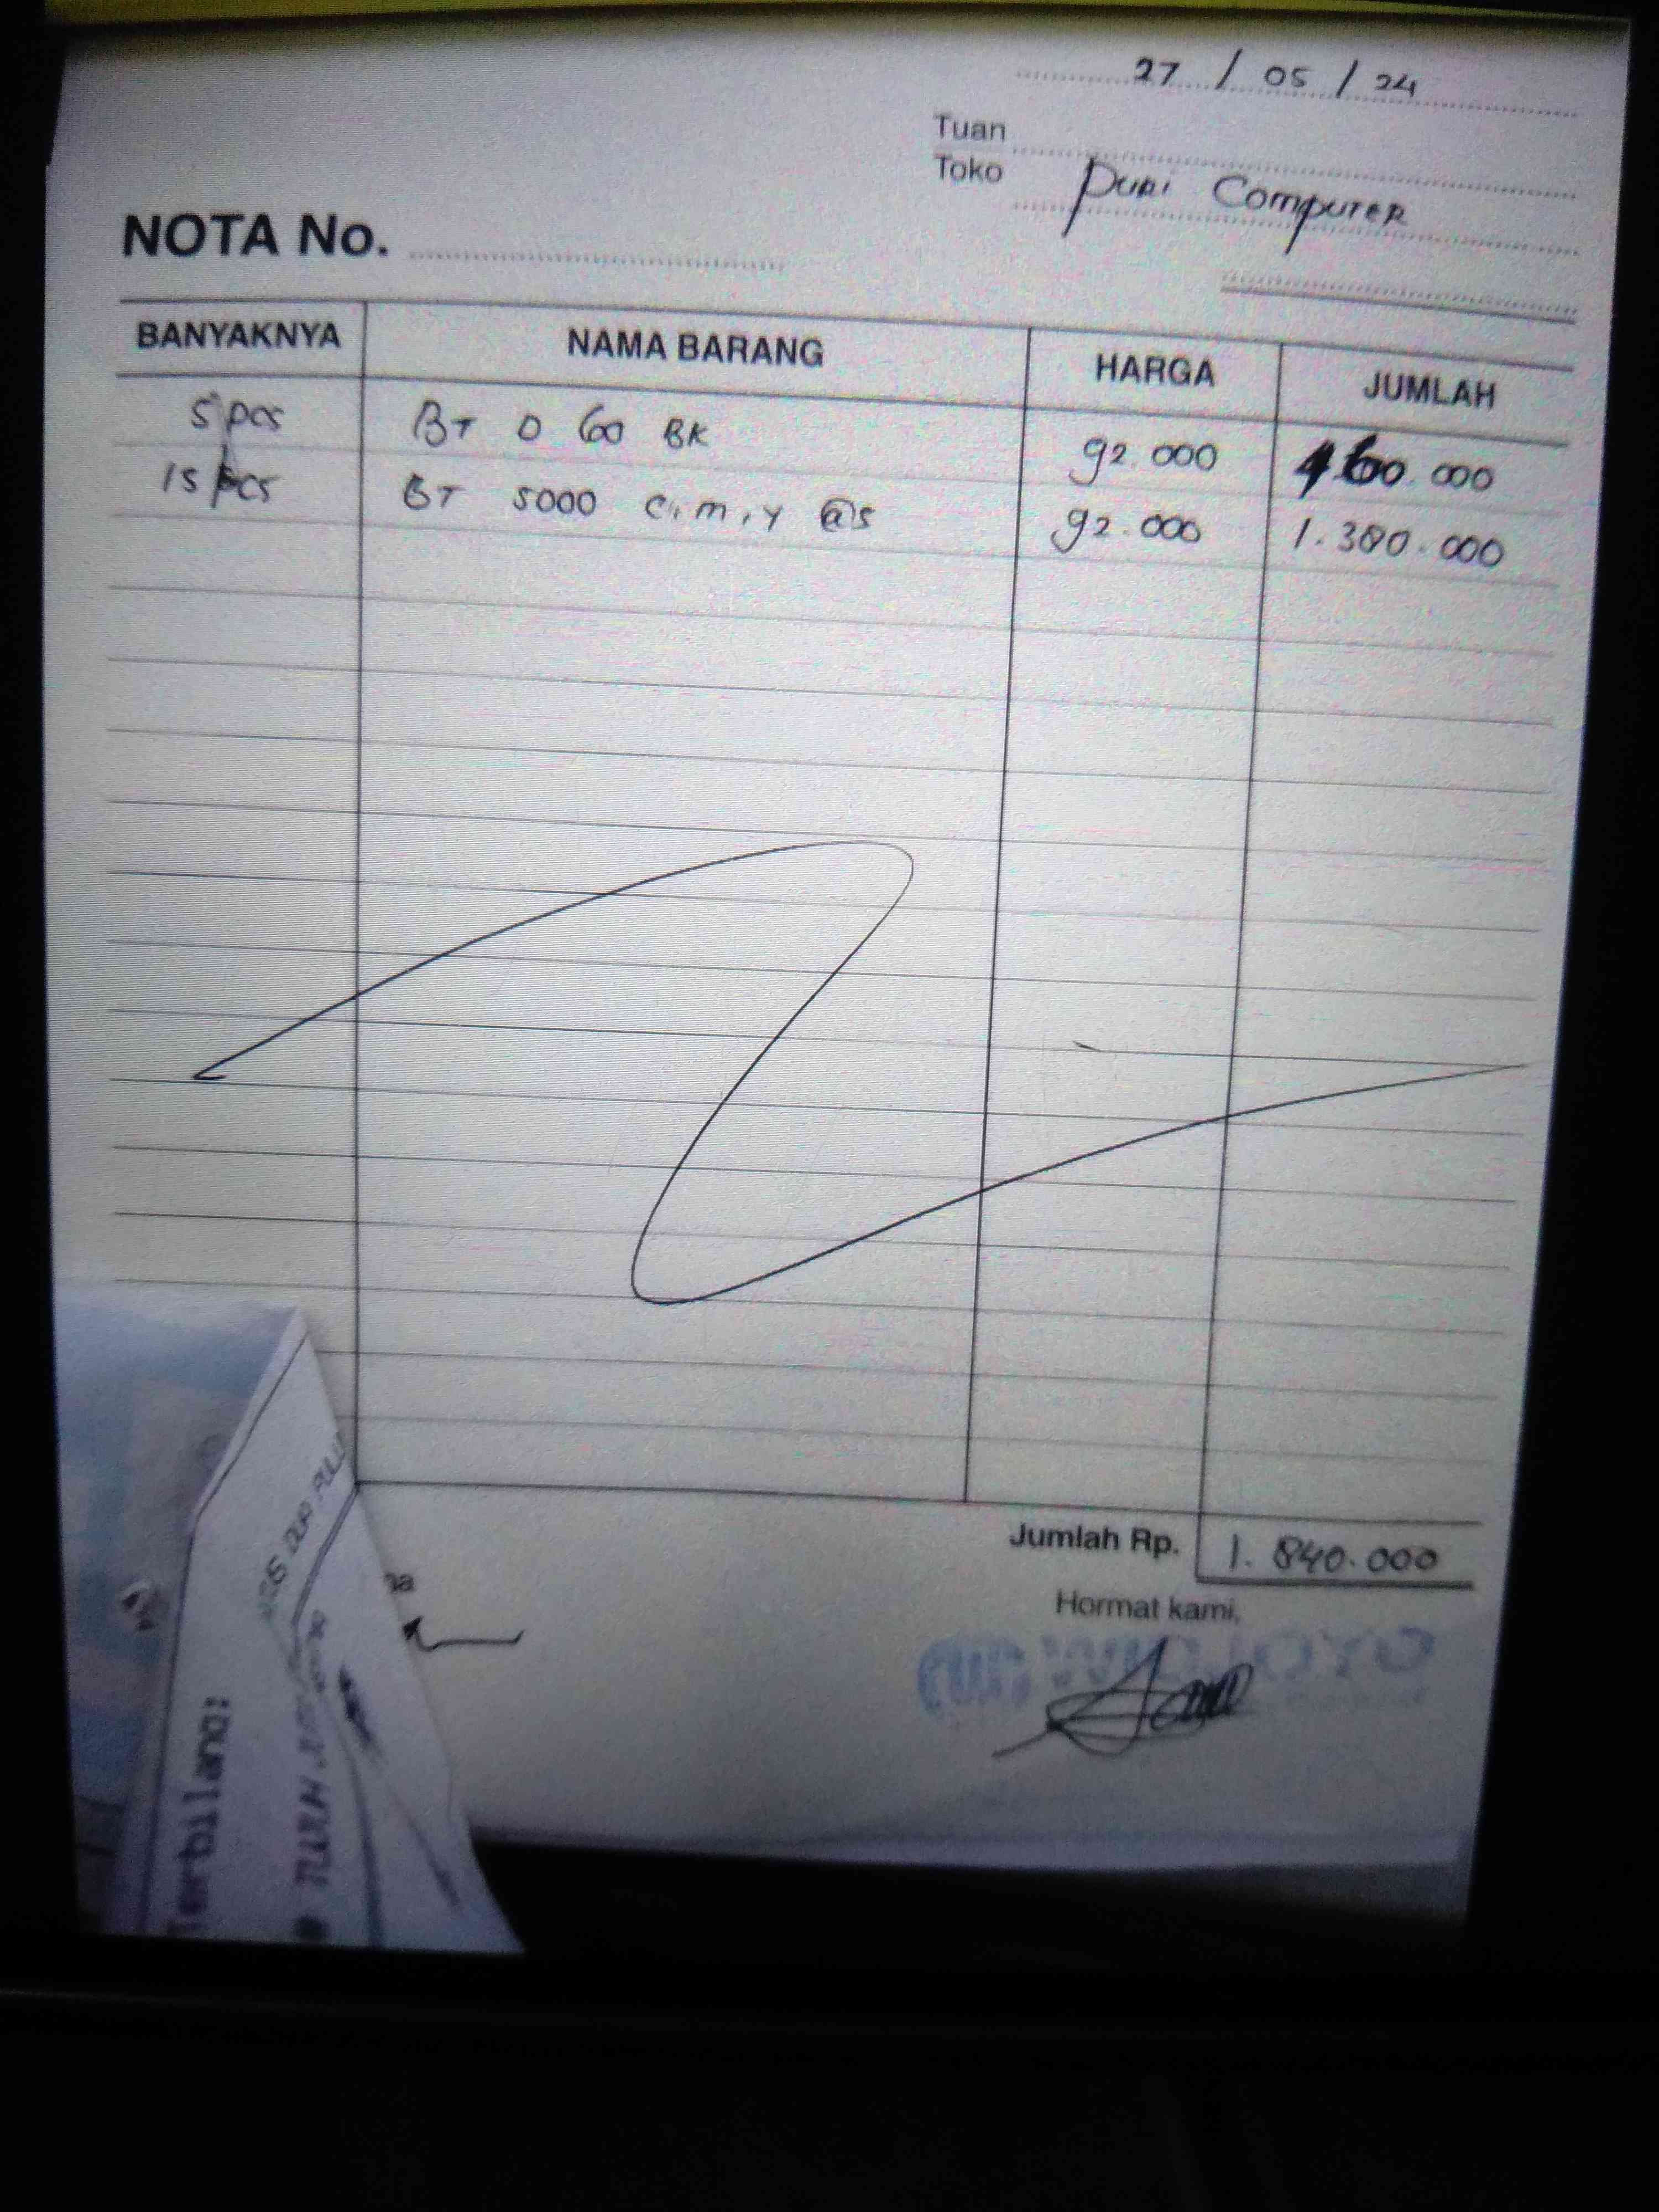 27 / 05 / 24
Tuan
Toko Puri Computer
NOTA No.
BANYAKNYA NAMA BARANG HARGA JUMLAH
5 pcs BT D 60 BK 92.000 460.000
15 pcs BT 5000 C, m, y @5 92.000 1.380.000
Jumlah Rp. 1.840.000
Hormat kami,
Terbilang:
DUA